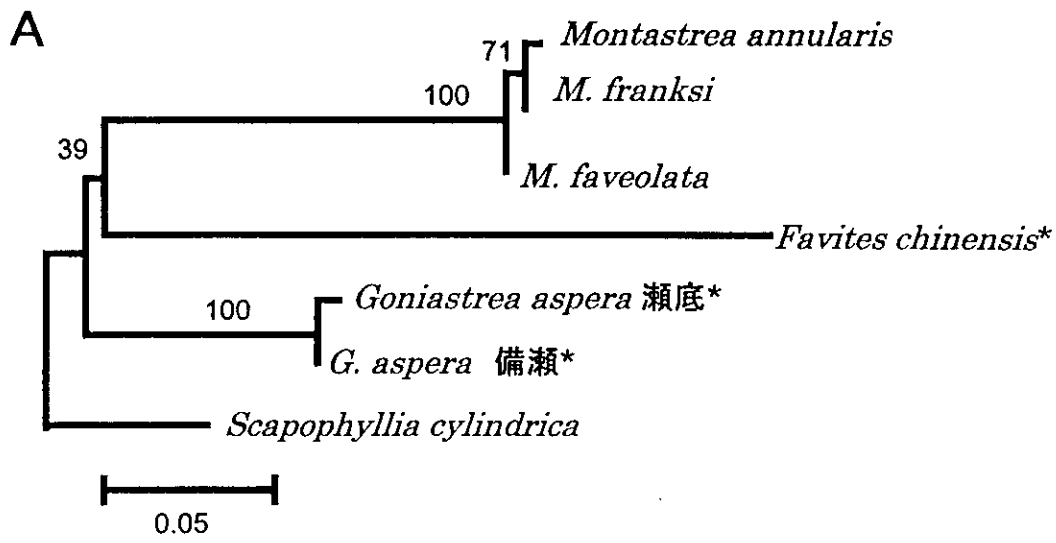 A
71
Montastrea annularis
100
M. franksi
39
M. faveolata
Favites chinensis*
100
Goniastrea aspera 瀬底*
G. aspera 備瀬*
Scapophyllia cylindrica
0.05